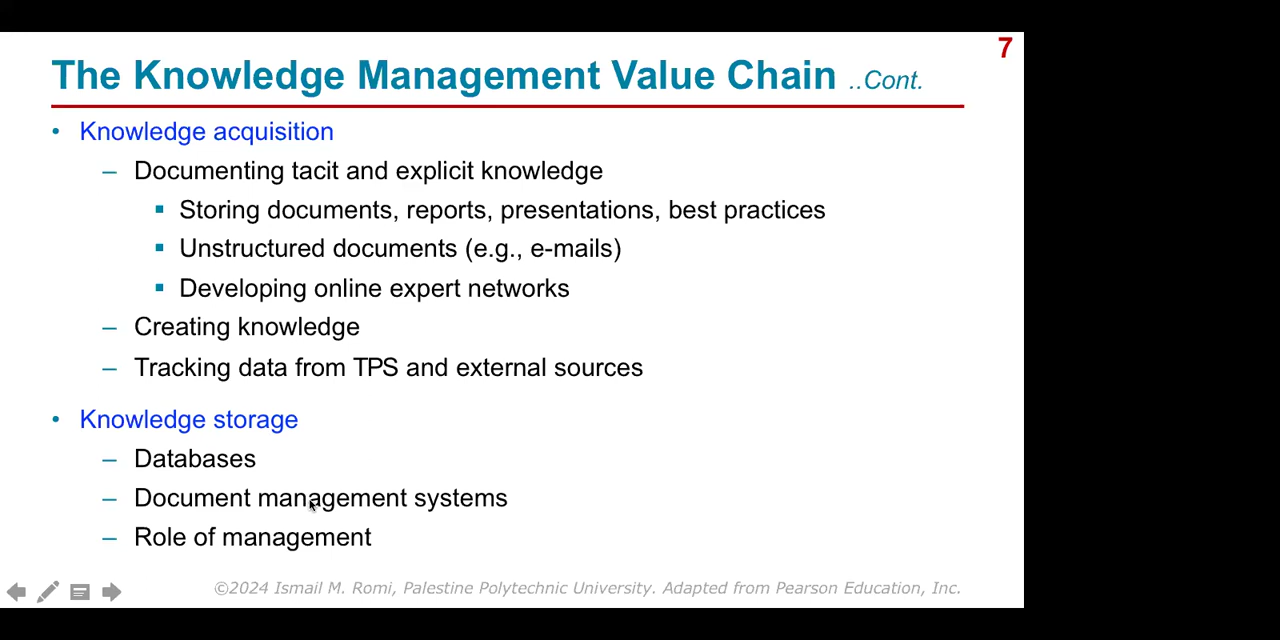 7
The Knowledge Management Value Chain ..Cont.
• Knowledge acquisition
– Documenting tacit and explicit knowledge
▪ Storing documents, reports, presentations, best practices
▪ Unstructured documents (e.g., e-mails)
▪ Developing online expert networks
– Creating knowledge
– Tracking data from TPS and external sources
• Knowledge storage
– Databases
– Document management systems
– Role of management
©2024 Ismail M. Romi, Palestine Polytechnic University. Adapted from Pearson Education, Inc.